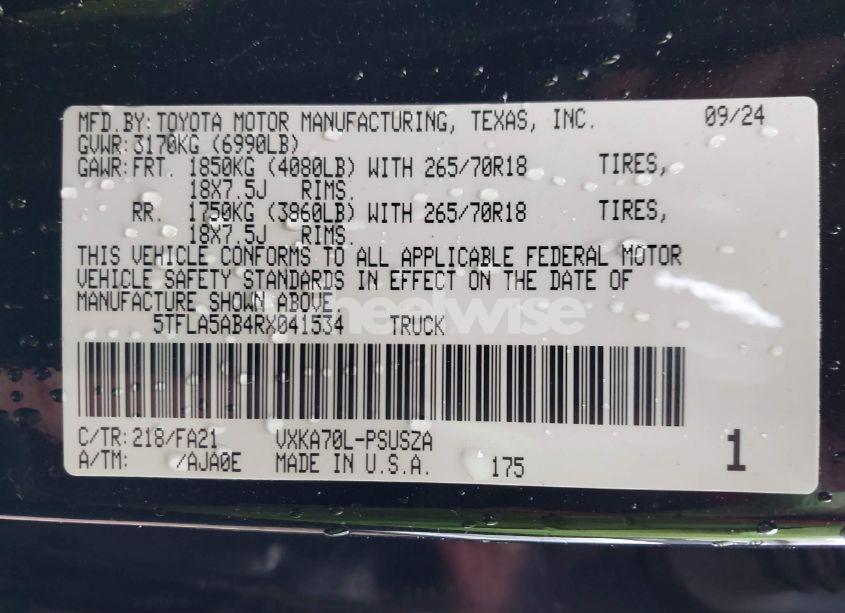 MFD.BY: TOYOTA MOTOR MANUFACTURING, TEXAS, INC. 09/24
GVWR: 3170KG (6990LB)
GAWR: FRT. 1850KG (4080LB) WITH 265/70R18 TIRES,
18X7.5J RIMS.
RR. 1750KG (3860LB) WITH 265/70R18 TIRES,
18X7.5J RIMS.
THIS VEHICLE CONFORMS TO ALL APPLICABLE FEDERAL MOTOR
VEHICLE SAFETY STANDARDS IN EFFECT ON THE DATE OF
MANUFACTURE SHOWN ABOVE.
wheelwise
5TFLA5AB4RX041534 TRUCK
C/TR: 218/FA21 VXKA70L-PSUSZA
A/TM: /AJA0E MADE IN U.S.A. 175 1